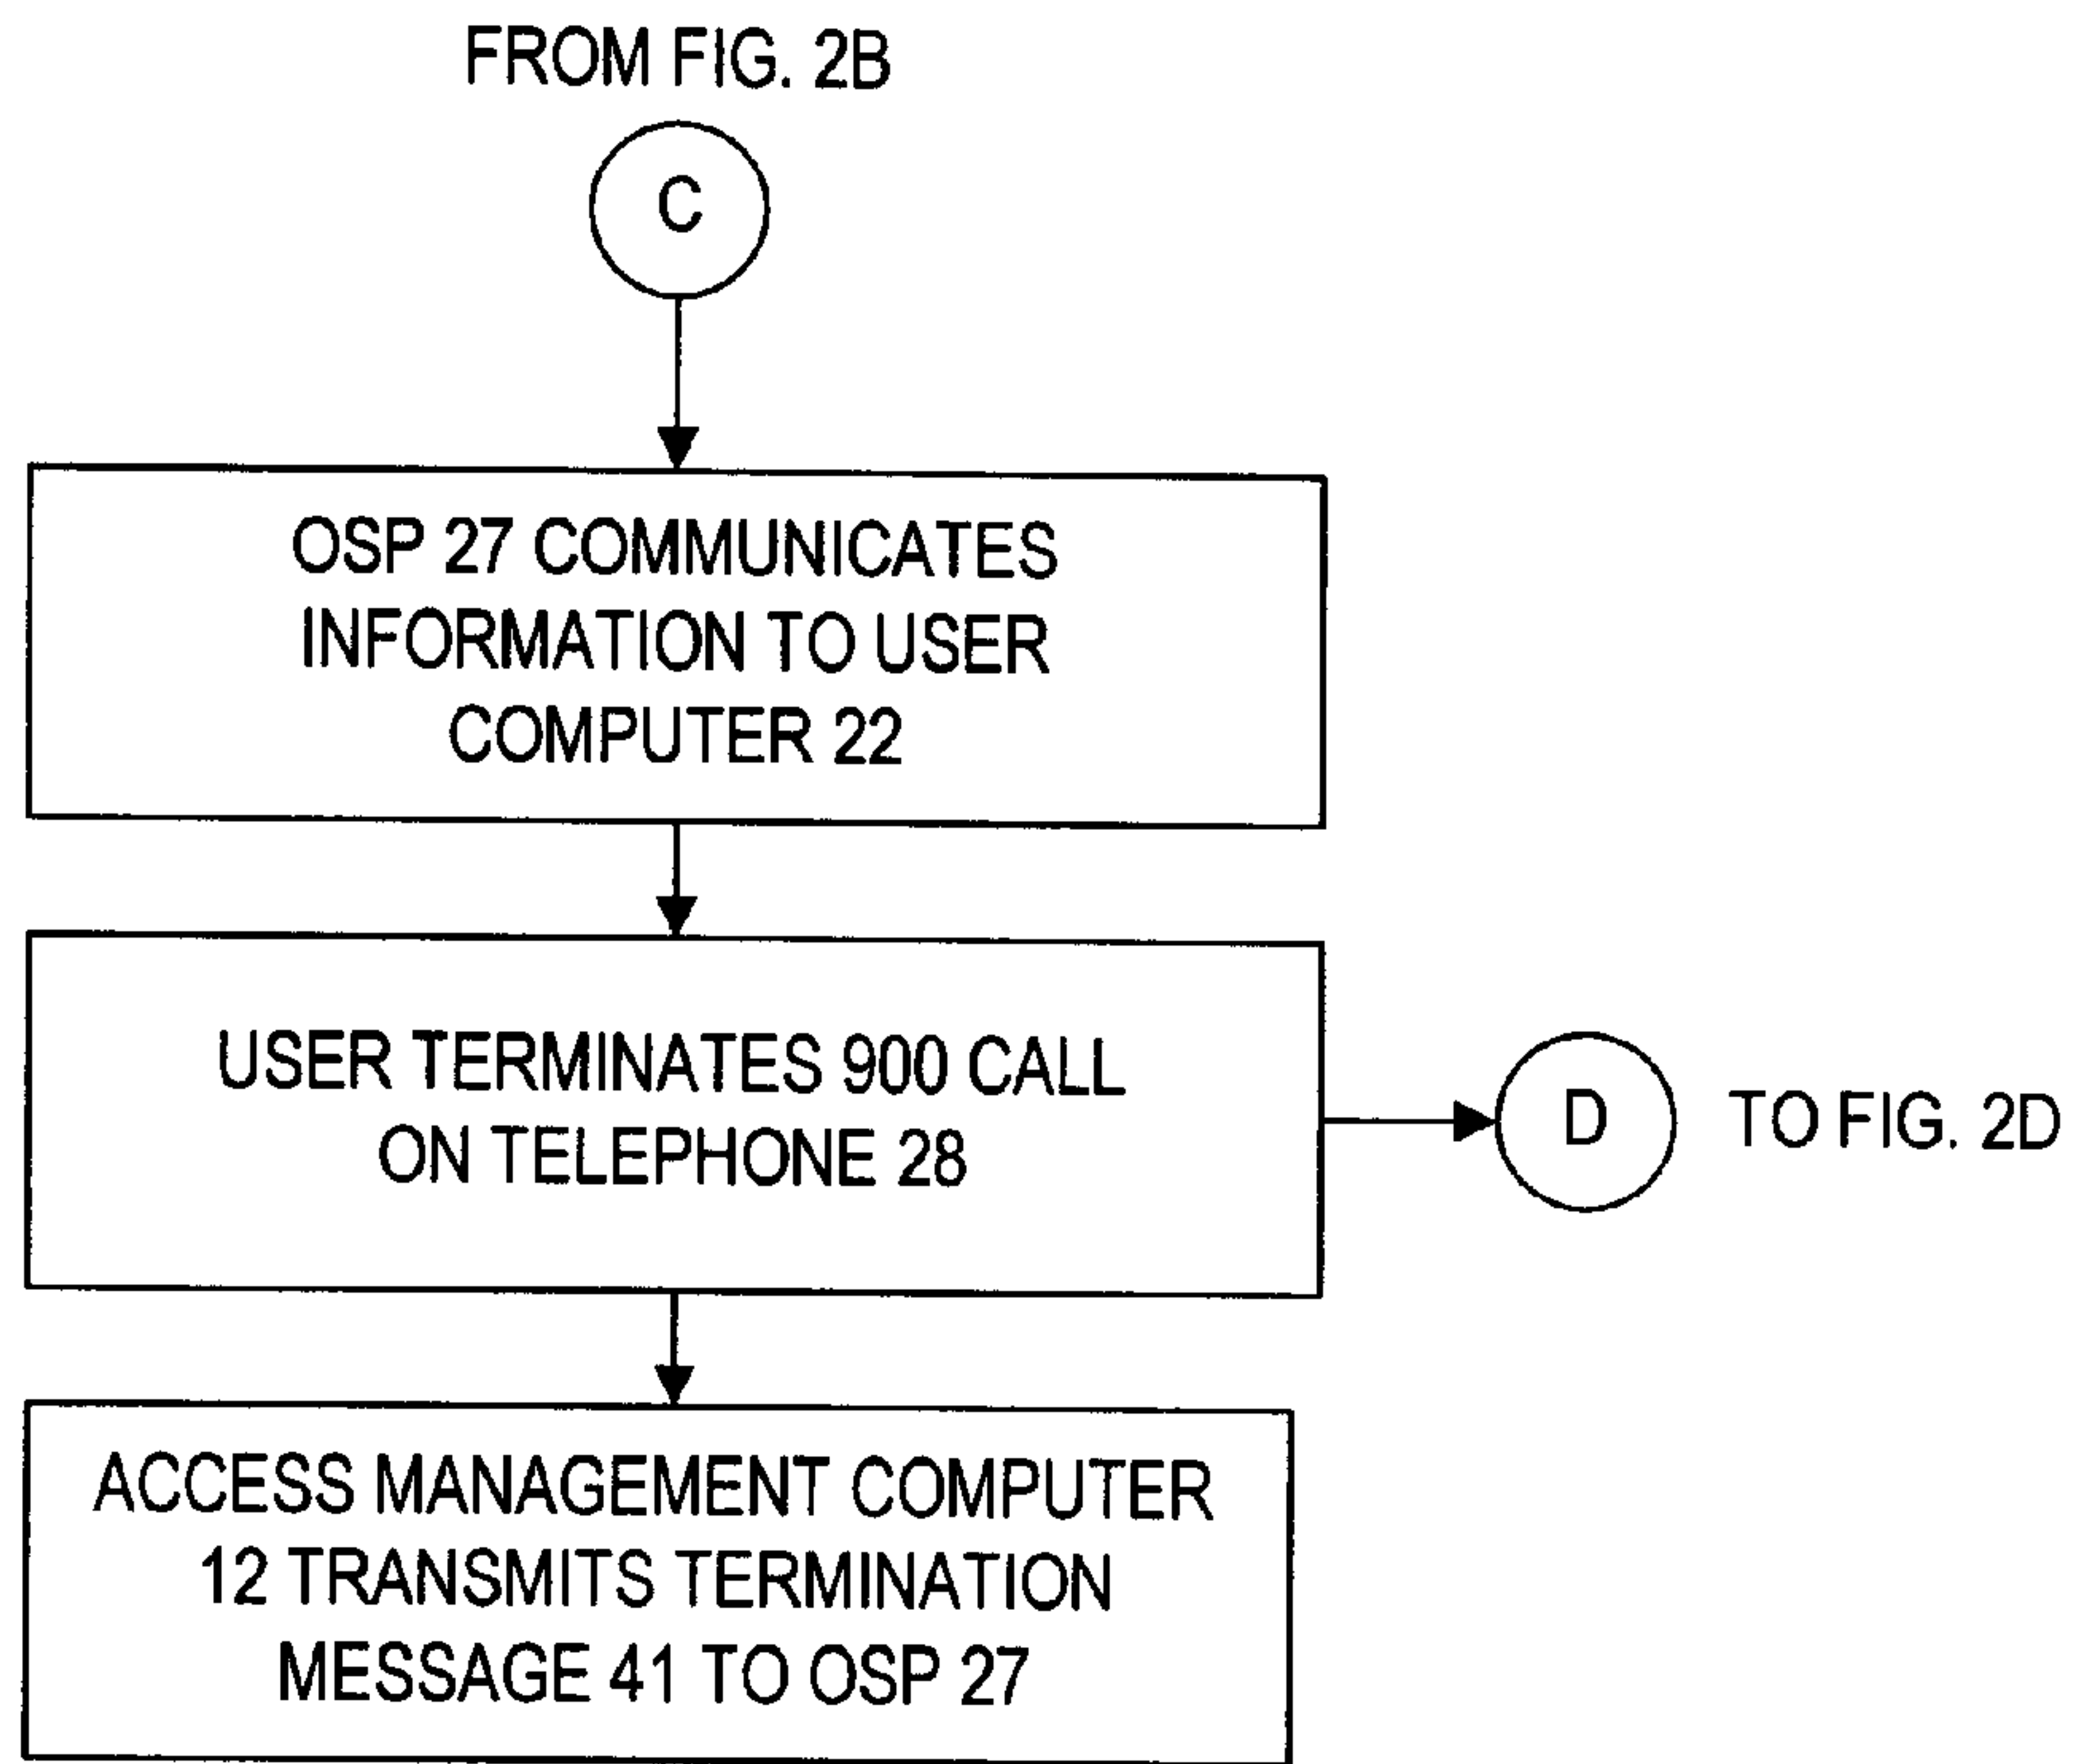 FROM FIG. 2B
C
OSP 27 COMMUNICATES
INFORMATION TO USER
COMPUTER 22
USER TERMINATES 900 CALL
ON TELEPHONE 28
D
TO FIG. 2D
ACCESS MANAGEMENT COMPUTER
12 TRANSMITS TERMINATION
MESSAGE 41 TO OSP 27